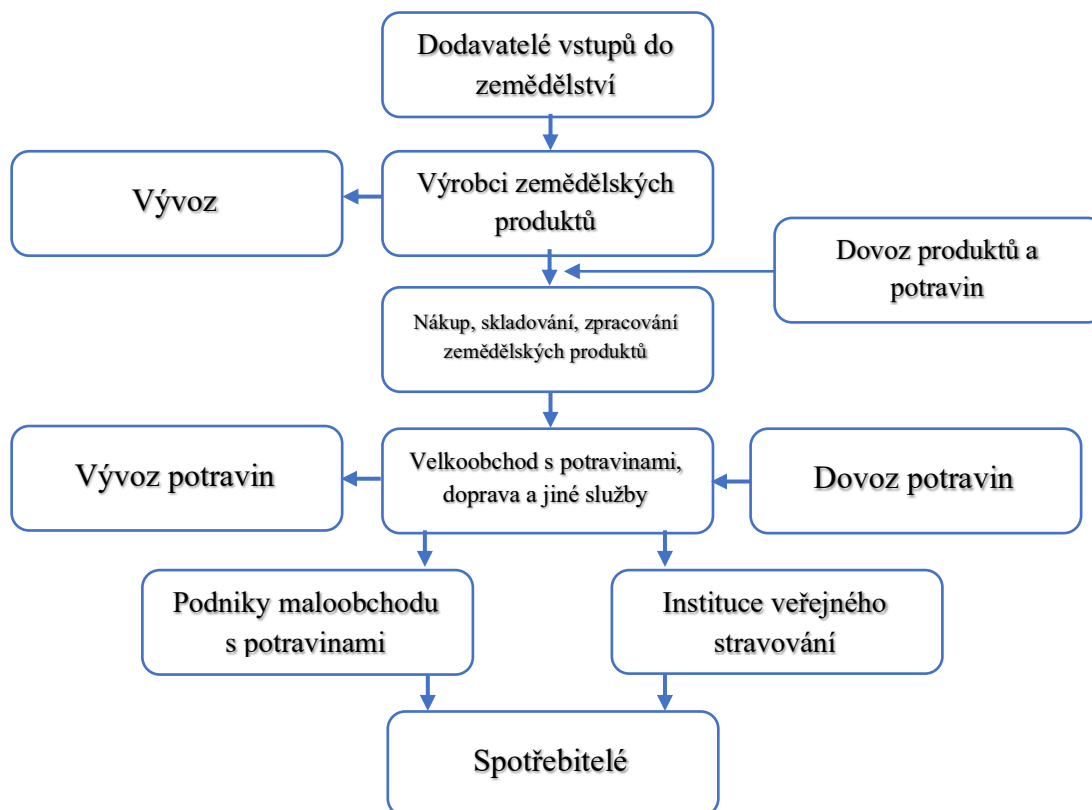 Dodavatelé vstupů do
zemědělství
Vývoz
Výrobci zemědělských
produktů
Dovoz produktů a
potravin
Nákup, skladování, zpracování
zemědělských produktů
Vývoz potravin
Velkoobchod s potravinami,
doprava a jiné služby
Dovoz potravin
Podniky maloobchodu
s potravinami
Instituce veřejného
stravování
Spotřebitelé